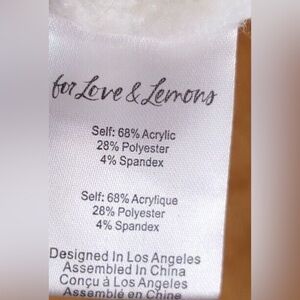 for Love & Lemons
Self: 68% Acrylic
28% Polyester
4% Spandex
Self: 68% Acrylique
28% Polyester
4% Spandex
Designed In Los Angeles
Assembled In China
Conçu à Los Angeles
Assemblé en Chine